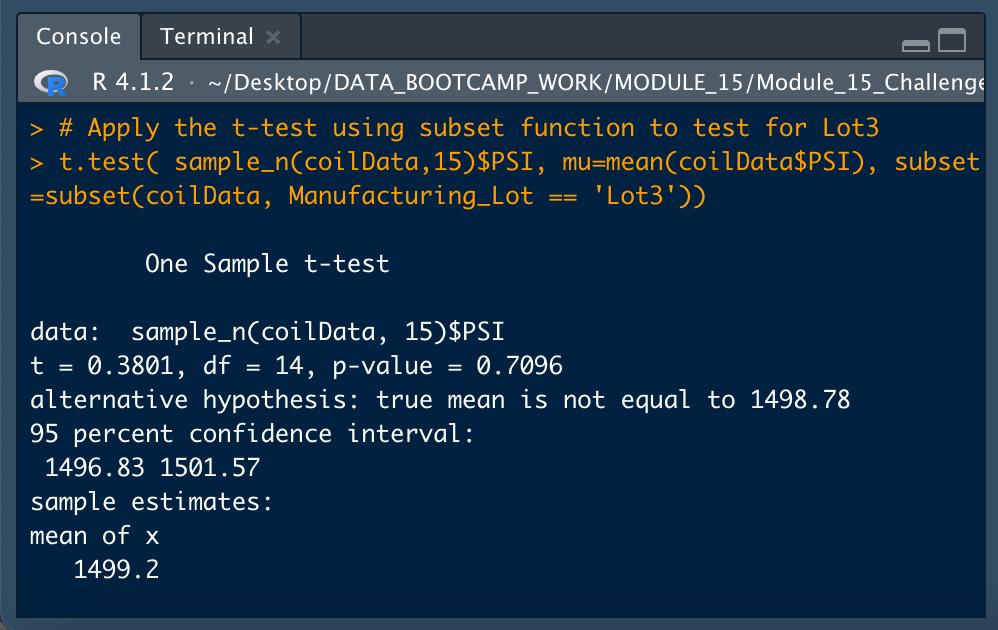 Console
Terminal ×
R R 4.1.2 · ~/Desktop/DATA_BOOTCAMP_WORK/MODULE_15/Module_15_Challenge
> # Apply the t-test using subset function to test for Lot3
> t.test( sample_n(coilData,15)$PSI, mu=mean(coilData$PSI), subset
=subset(coilData, Manufacturing_Lot == 'Lot3'))
One Sample t-test
data:  sample_n(coilData, 15)$PSI
t = 0.3801, df = 14, p-value = 0.7096
alternative hypothesis: true mean is not equal to 1498.78
95 percent confidence interval:
1496.83 1501.57
sample estimates:
mean of x
1499.2